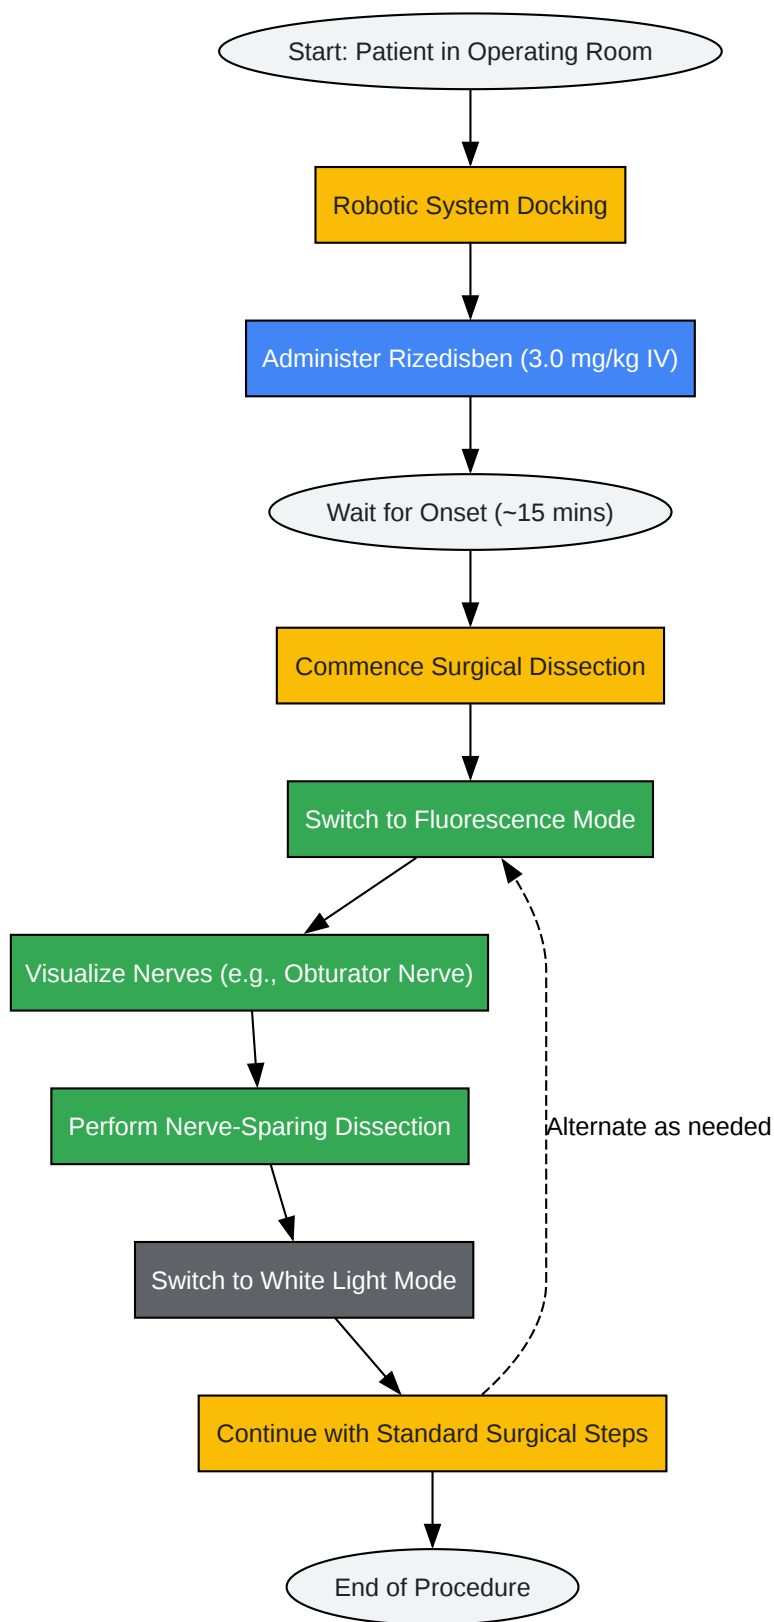 Start: Patient in Operating Room
Robotic System Docking
Administer Rizedisben (3.0 mg/kg IV)
Wait for Onset (~15 mins)
Commence Surgical Dissection
Switch to Fluorescence Mode
Visualize Nerves (e.g., Obturator Nerve)
Perform Nerve-Sparing Dissection
Alternate as needed
Switch to White Light Mode
Continue with Standard Surgical Steps
End of Procedure